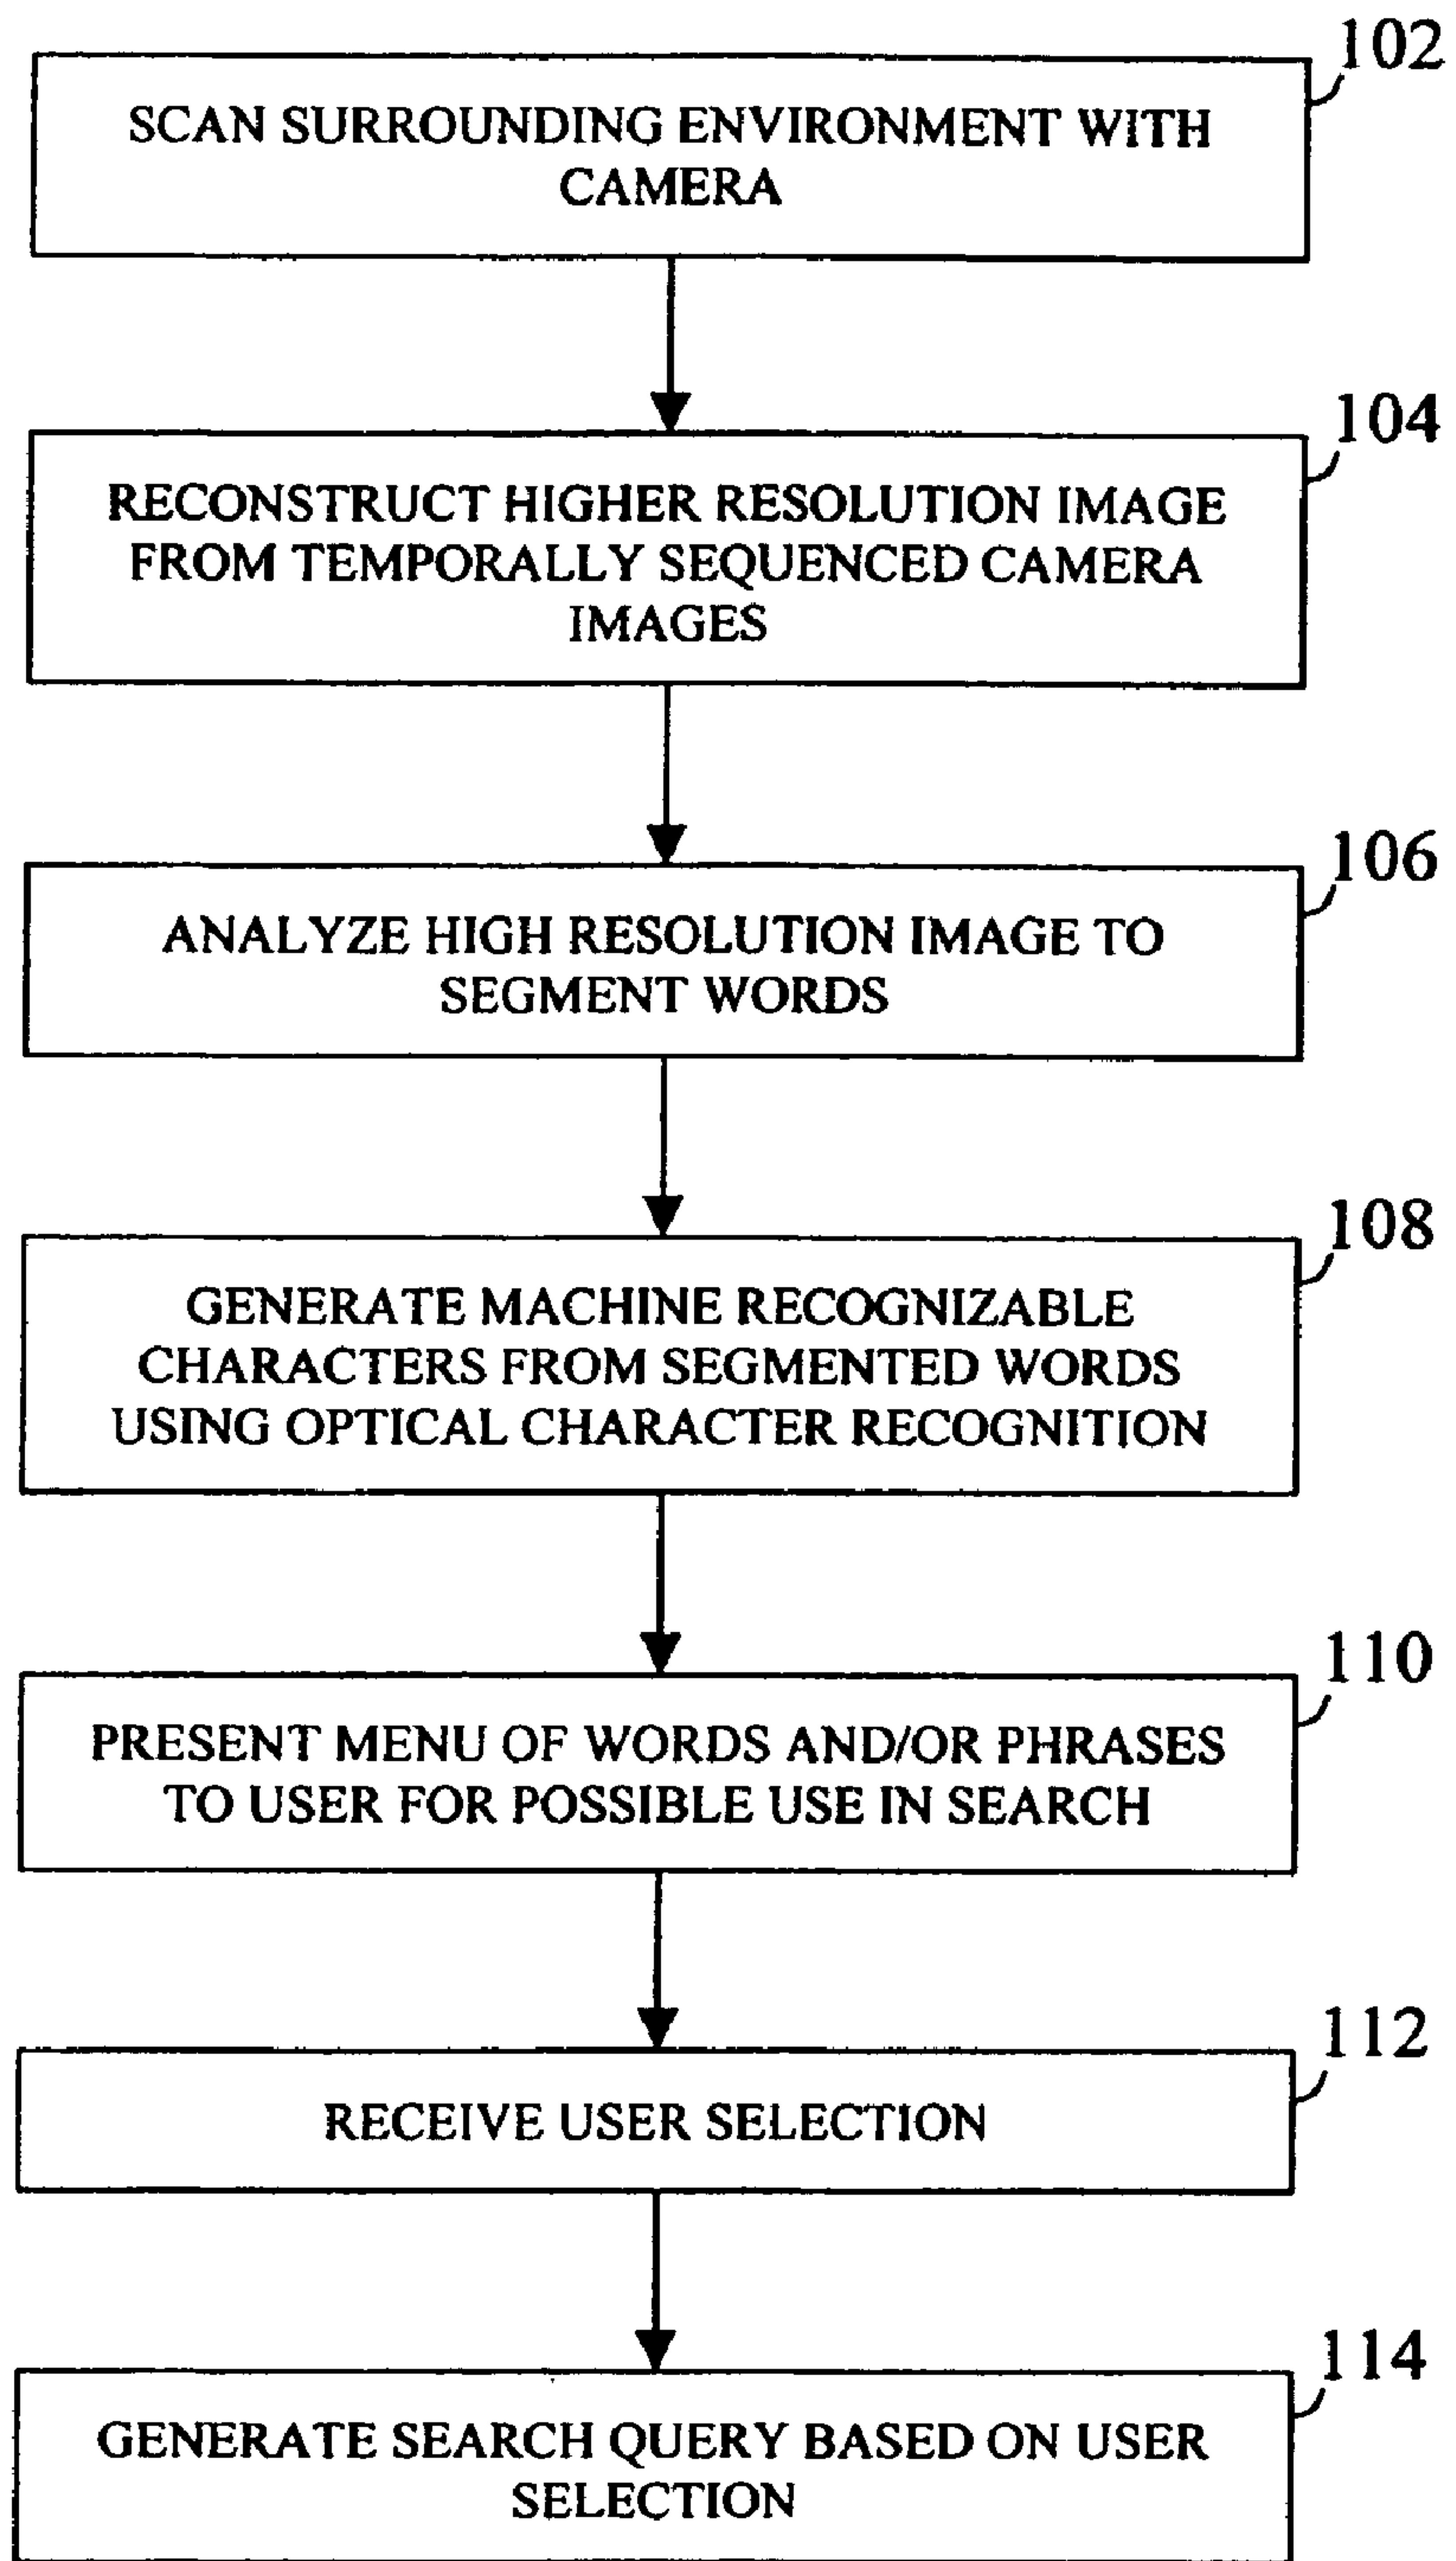 102
SCAN SURROUNDING ENVIRONMENT WITH
CAMERA
104
RECONSTRUCT HIGHER RESOLUTION IMAGE
FROM TEMPORALLY SEQUENCED CAMERA
IMAGES
106
ANALYZE HIGH RESOLUTION IMAGE TO
SEGMENT WORDS
108
GENERATE MACHINE RECOGNIZABLE
CHARACTERS FROM SEGMENTED WORDS
USING OPTICAL CHARACTER RECOGNITION
110
PRESENT MENU OF WORDS AND/OR PHRASES
TO USER FOR POSSIBLE USE IN SEARCH
112
RECEIVE USER SELECTION
114
GENERATE SEARCH QUERY BASED ON USER
SELECTION